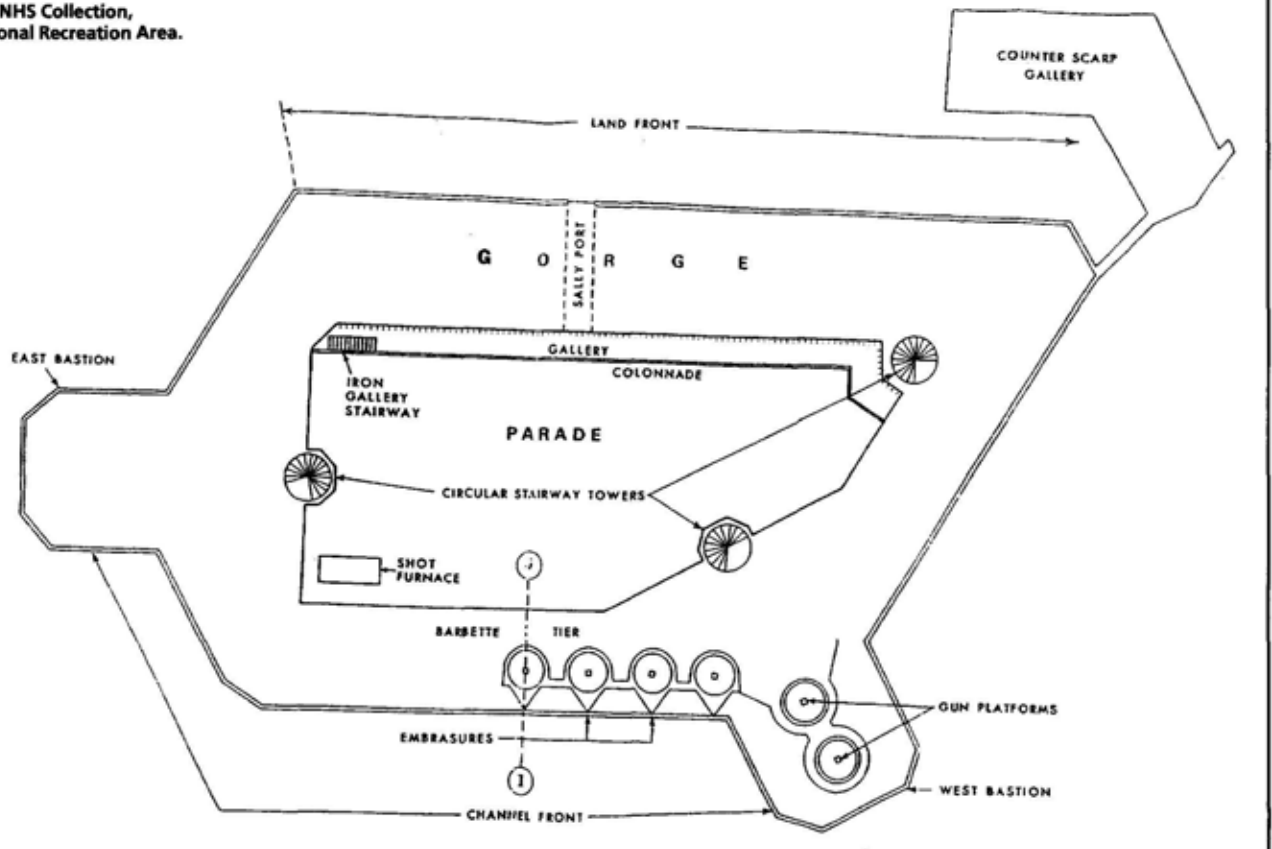 NHS Collection,
onal Recreation Area.
COUNTER SCARP
GALLERY
LAND FRONT
SALLY PORT
G O R G E
GALLERY
COLONNADE
EAST BASTION
IRON
GALLERY
STAIRWAY
PARADE
CIRCULAR STAIRWAY TOWERS
SHOT
FURNACE
BARBETTE TIER
GUN PLATFORMS
EMBRASURES
1
WEST BASTION
CHANNEL FRONT